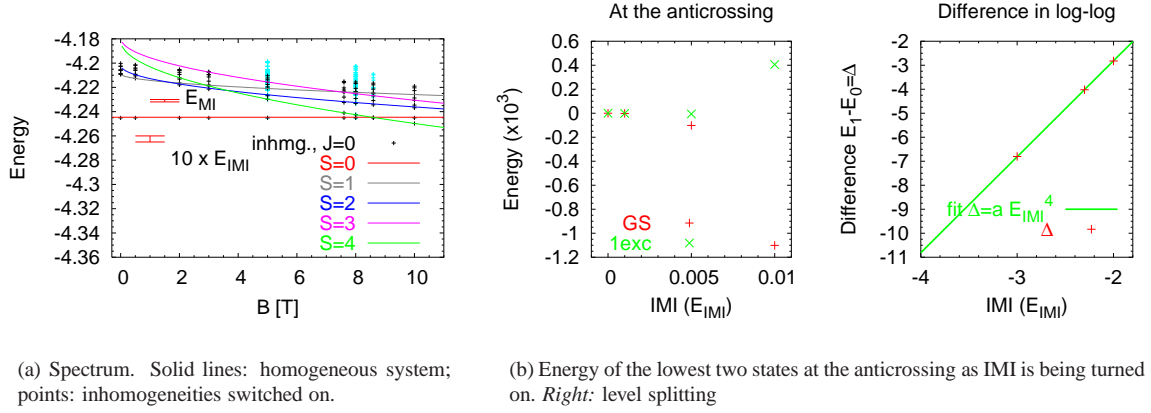 At the anticrossing
Difference in log-log
-4.18
-4.2
-4.22
-4.24
-4.26
-4.28
-4.3
-4.32
-4.34
-4.36
Energy
E_MI
10 x E_IMI
inhmg., J=0
S=0
S=1
S=2
S=3
S=4
0
2
4
6
8
10
B [T]
0.6
0.4
0.2
0
-0.2
-0.4
-0.6
-0.8
-1
-1.2
Energy (x10^3)
GS
1exc
0
0.005
0.01
IMI (E_IMI)
-2
-3
-4
-5
-6
-7
-8
-9
-10
-11
Difference E_1-E_0=Δ
fit Δ=a E_IMI^4
Δ
-4
-3
-2
IMI (E_IMI)
(a) Spectrum. Solid lines: homogeneous system;
points: inhomogeneities switched on.
(b) Energy of the lowest two states at the anticrossing as IMI is being turned
on. Right: level splitting